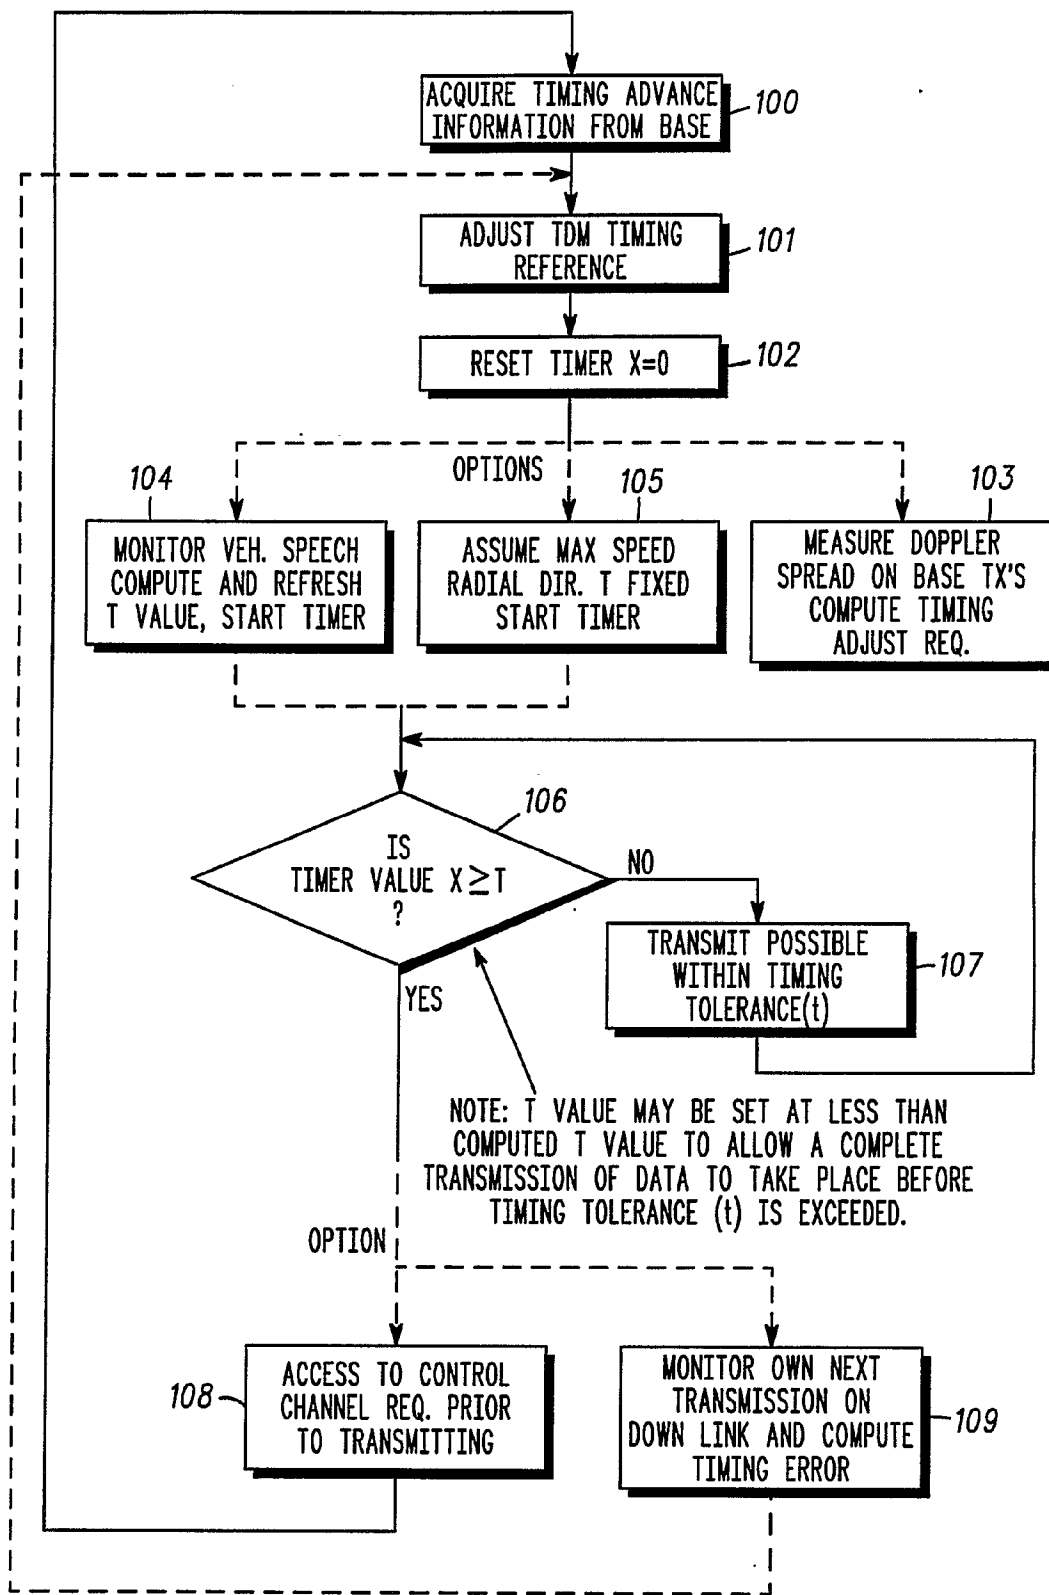 ACQUIRE TIMING ADVANCE
INFORMATION FROM BASE
100
ADJUST TDM TIMING
REFERENCE
101
RESET TIMER X=0
102
OPTIONS
104
MONITOR VEH. SPEECH
COMPUTE AND REFRESH
T VALUE, START TIMER
105
ASSUME MAX SPEED
RADIAL DIR. T FIXED
START TIMER
103
MEASURE DOPPLER
SPREAD ON BASE TX'S
COMPUTE TIMING
ADJUST REQ.
106
IS
TIMER VALUE X ≥ T
?
NO
YES
TRANSMIT POSSIBLE
WITHIN TIMING
TOLERANCE(t)
107
NOTE: T VALUE MAY BE SET AT LESS THAN
COMPUTED T VALUE TO ALLOW A COMPLETE
TRANSMISSION OF DATA TO TAKE PLACE BEFORE
TIMING TOLERANCE (t) IS EXCEEDED.
OPTION
108
ACCESS TO CONTROL
CHANNEL REQ. PRIOR
TO TRANSMITTING
MONITOR OWN NEXT
TRANSMISSION ON
DOWN LINK AND COMPUTE
TIMING ERROR
109